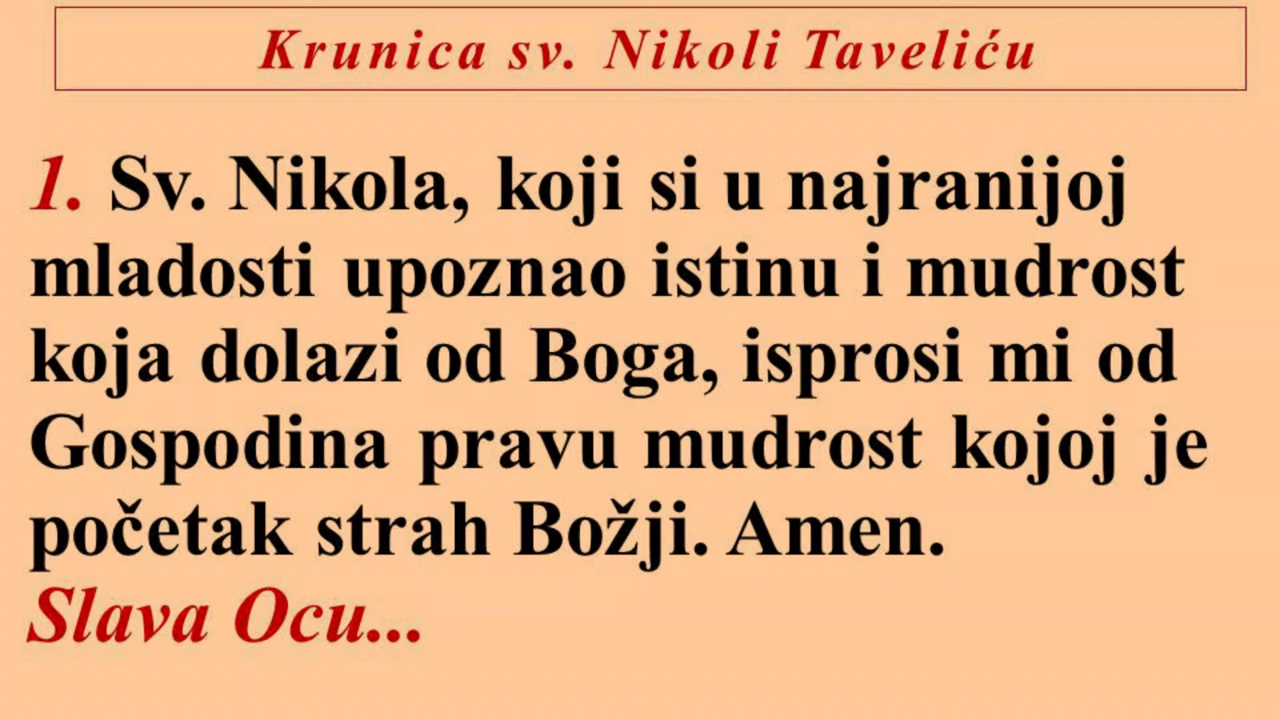 Krunica sv. Nikoli Taveliću
1. Sv. Nikola, koji si u najranijoj
mladosti upoznao istinu i mudrost
koja dolazi od Boga, isprosi mi od
Gospodina pravu mudrost kojoj je
početak strah Božji. Amen.
Slava Ocu...